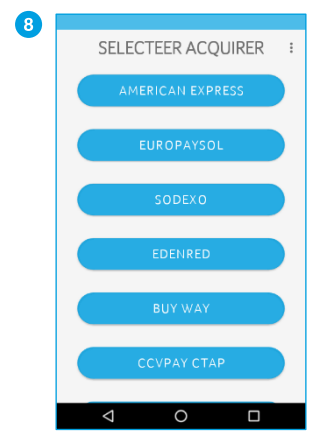 8
SELECTEER ACQUIRER
AMERICAN EXPRESS
EUROPAYSOL
SODEXO
EDENRED
BUY WAY
CCVPAY CTAP